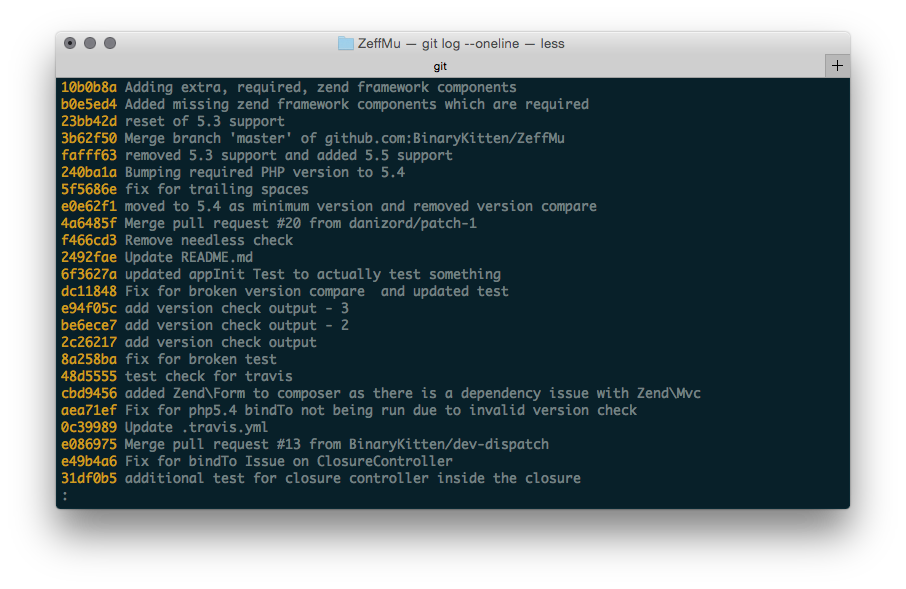 ZeffMu — git log --oneline — less
git
+
10b0b8a Adding extra, required, zend framework components
b0e5ed4 Added missing zend framework components which are required
23bb42d reset of 5.3 support
3b62f50 Merge branch 'master' of github.com:BinaryKitten/ZeffMu
fafff63 removed 5.3 support and added 5.5 support
240ba1a Bumping required PHP version to 5.4
5f5686e fix for trailing spaces
e0e62f1 moved to 5.4 as minimum version and removed version compare
4a6485f Merge pull request #20 from danizord/patch-1
f466cd3 Remove needless check
2492fae Update README.md
6f3627a updated appInit Test to actually test something
dc11848 Fix for broken version compare  and updated test
e94f05c add version check output - 3
be6ece7 add version check output - 2
2c26217 add version check output
8a258ba fix for broken test
48d5555 test check for travis
cbd9456 added Zend\Form to composer as there is a dependency issue with Zend\Mvc
aea71ef Fix for php5.4 bindTo not being run due to invalid version check
0c39989 Update .travis.yml
e086975 Merge pull request #13 from BinaryKitten/dev-dispatch
e49b4a6 Fix for bindTo Issue on ClosureController
31df0b5 additional test for closure controller inside the closure
: